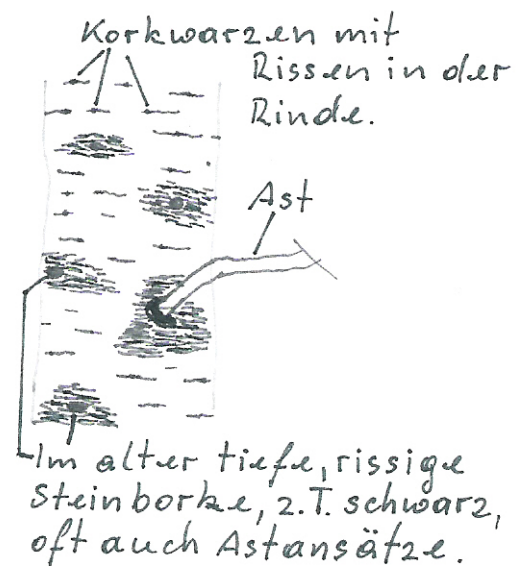 Korkwarzen mit
Rissen in der
Rinde.
Ast
Im alter tiefe, rissige
Steinborke, z.T. schwarz,
oft auch Astansätze.